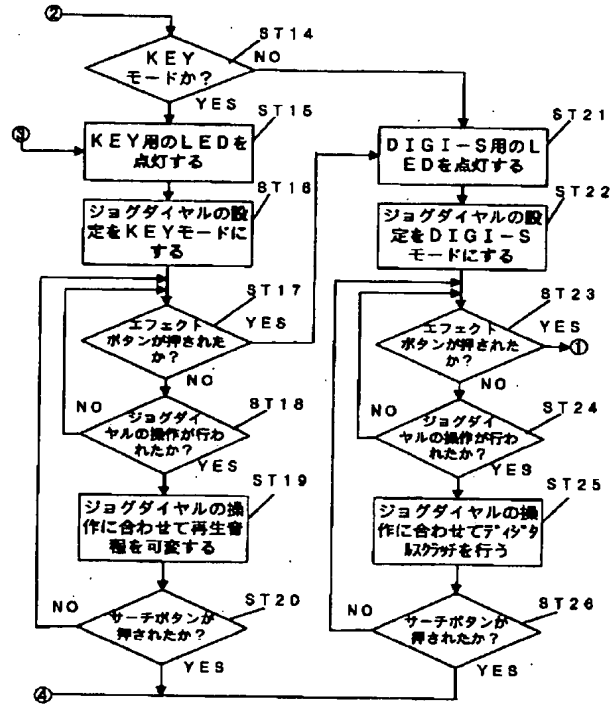 ②
ST14
KEY
モードか?
NO
YES
ST15
③
KEY用のLEDを
点灯する
ST16
ジョグダイヤルの設
定をKEYモードに
する
ST17
エフェクト
ボタンが押された
か?
YES
NO
ST18
NO
ジョグダイ
ヤルの操作が行わ
れたか?
YES
ST19
ジョグダイヤルの操
作に合わせて再生音
程を可変する
ST20
NO
サーチボタンが
押されたか?
YES
④
ST21
DIGI-S用のL
EDを点灯する
ST22
ジョグダイヤルの設
定をDIGI-S
モードにする
ST23
エフェクト
ボタンが押された
か?
YES
①
NO
ST24
NO
ジョグダイ
ヤルの操作が行わ
れたか?
YES
ST25
ジョグダイヤルの操
作に合わせてディジタ
ルスクラッチを行う
ST26
NO
サーチボタンが
押されたか?
YES